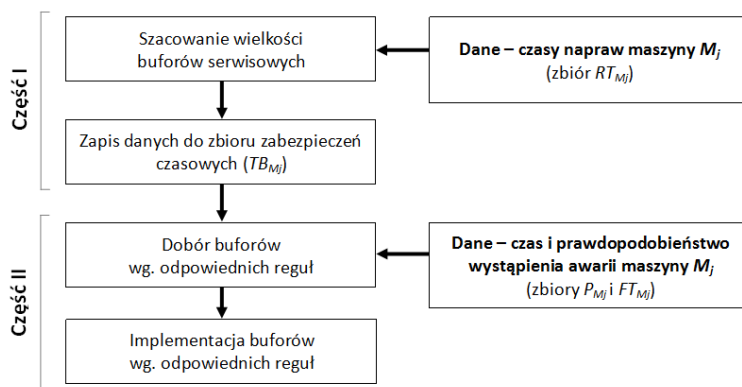 Część I
Szacowanie wielkości
buforów serwisowych
Dane – czasy napraw maszyny Mj
(zbiór RTMj)
Zapis danych do zbioru zabezpieczeń
czasowych (TBMj)
Część II
Dobór buforów
wg. odpowiednich reguł
Dane – czas i prawdopodobieństwo
wystąpienia awarii maszyny Mj
(zbiory PMj i FTMj)
Implementacja buforów
wg. odpowiednich reguł